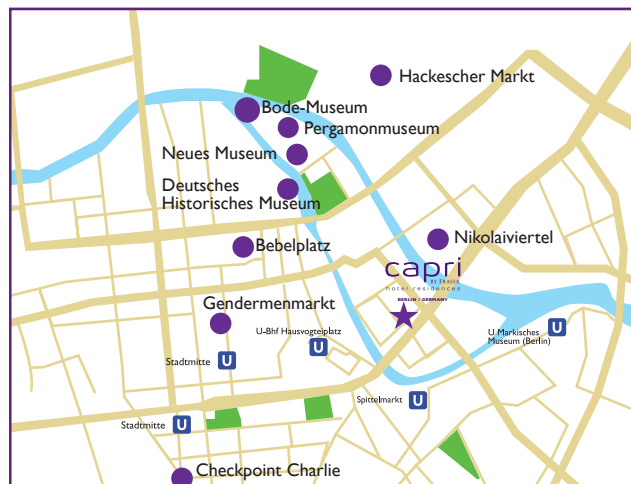 Hackescher Markt
Bode-Museum
Pergamonmuseum
Neues Museum
Deutsches
Historisches Museum
Nikolaiviertel
Bebelplatz
capri
BY FRASER
hotel residences
BERLIN / GERMANY
Gendermenmarkt
U-Bhf Hausvogteiplatz
U
U Markisches
Museum (Berlin)
U
Stadtmitte
U
Spittelmarkt
U
Stadtmitte
U
Checkpoint Charlie